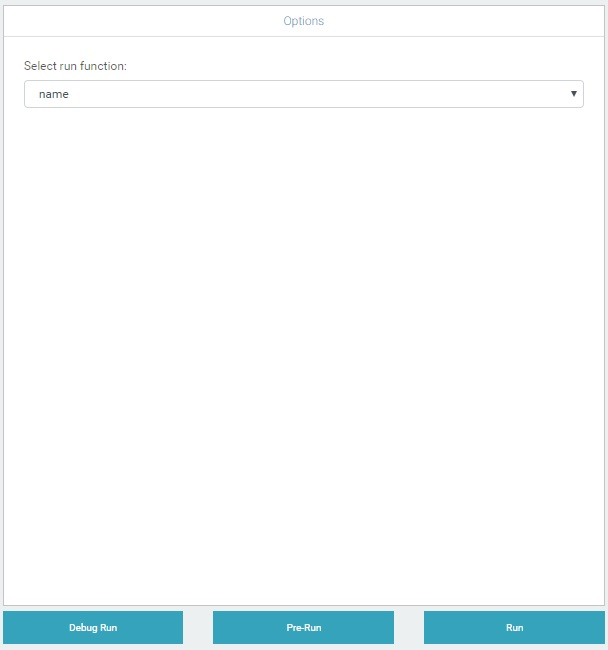 Options
Select run function:
name
Debug Run
Pre-Run
Run